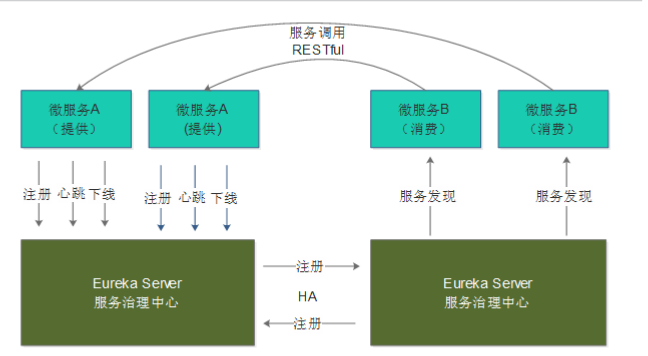 服务调用
RESTful
微服务A
（提供）
微服务A
(提供)
微服务B
（消费）
微服务B
（消费）
注册 心跳 下线
注册 心跳 下线
服务发现
服务发现
Eureka Server
服务治理中心
注册
HA
注册
Eureka Server
服务治理中心